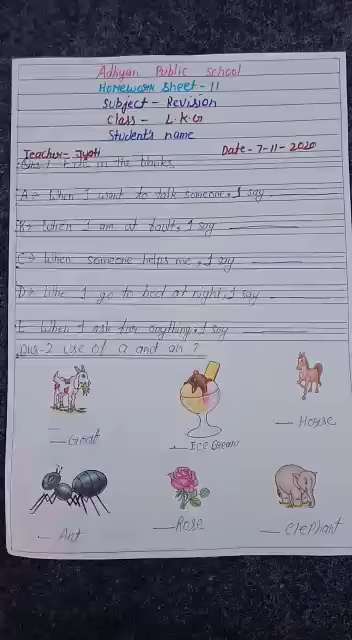 Adhyan Public School
Homework Sheet - 11
Subject - Revision
Class - L.K.G
Student's name
Teacher - Jyoti Date - 7-11-2020
Que 1 Fill in the blanks
A → When I want to talk someone, I say
B → When I am at fault, I say
C → When someone helps me, I say
D → Whe I go to bed at night, I say
E When I ask for anything, I say
Que-2 use of a and an ?
Goat
Ice Cream
Horse
Ant
Rose
Elephant